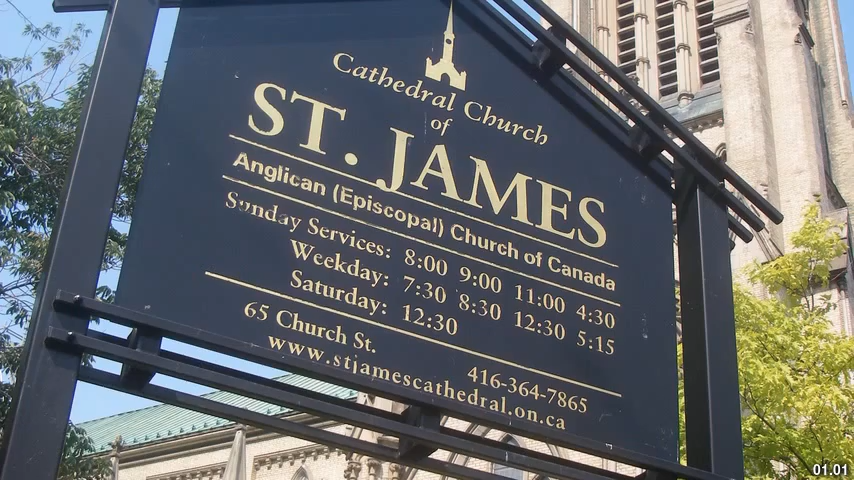 Cathedral Church
of
ST. JAMES
Anglican (Episcopal) Church of Canada
Sunday Services: 8:00 9:00 11:00 4:30
Weekday: 7:30 8:30 12:30 5:15
Saturday: 12:30
65 Church St.
416-364-7865
www.stjamescathedral.on.ca
01.01